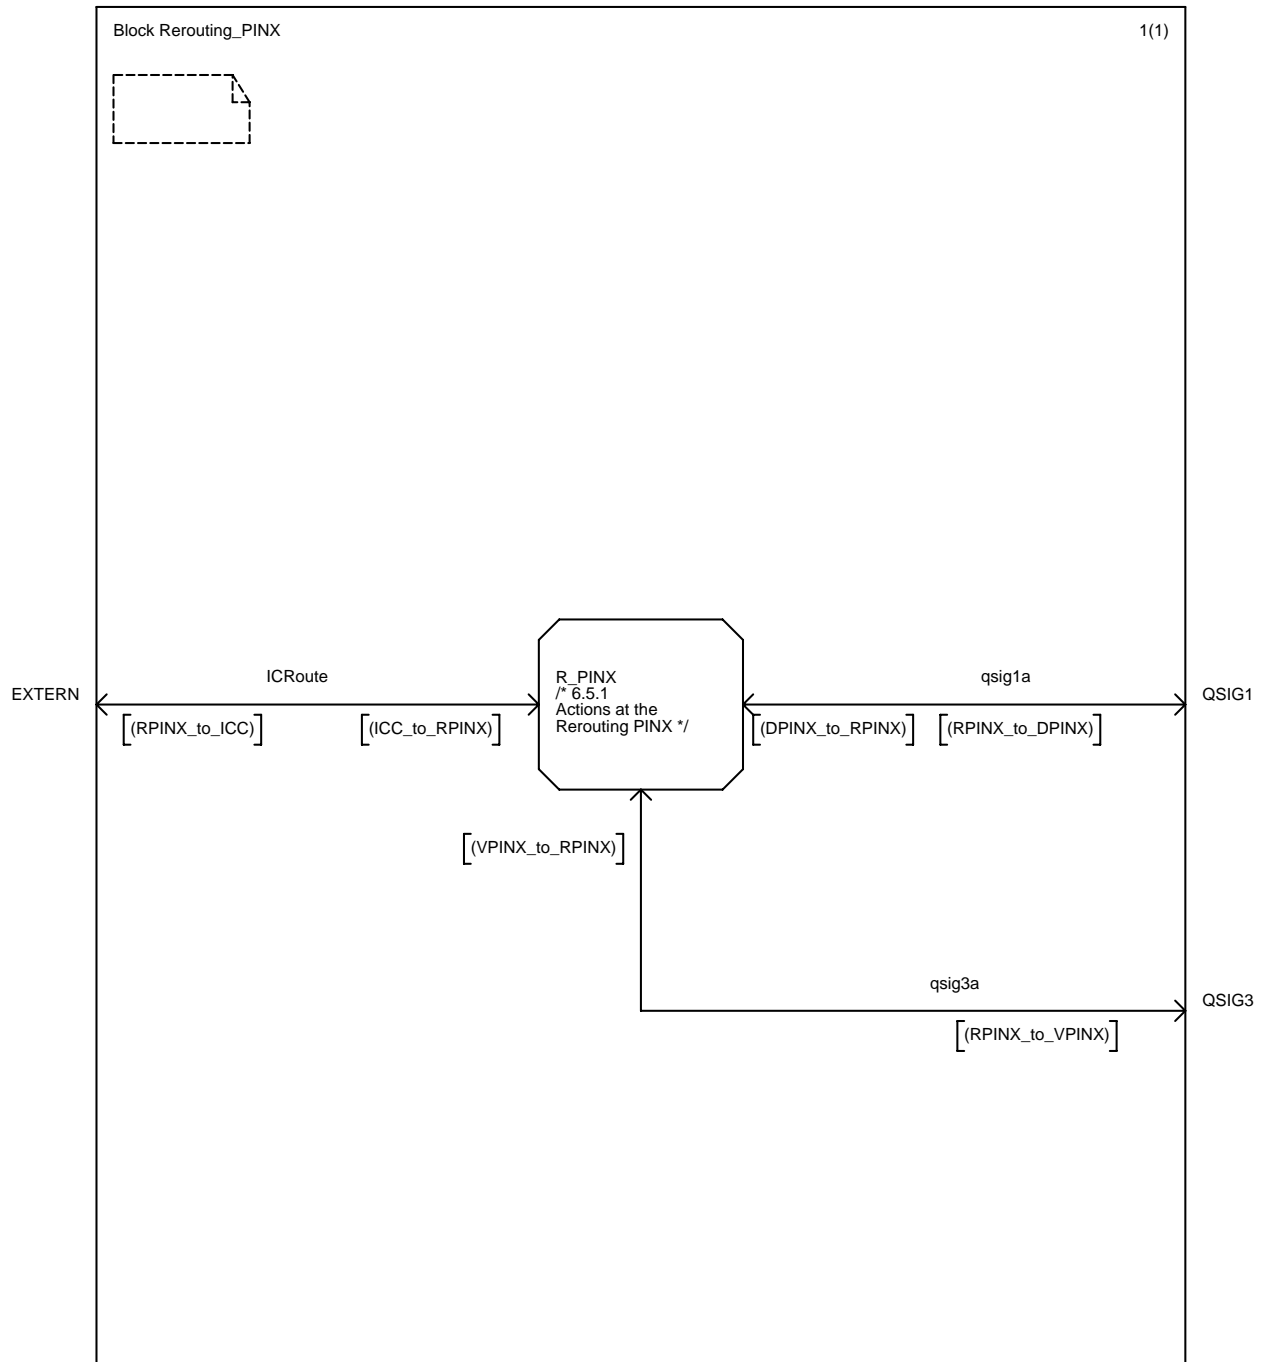 Block Rerouting_PINX
1(1)
ICRoute
R_PINX
/* 6.5.1
Actions at the
Rerouting PINX */
qsig1a
EXTERN
QSIG1
(RPINX_to_ICC)
(ICC_to_RPINX)
(DPINX_to_RPINX)
(RPINX_to_DPINX)
(VPINX_to_RPINX)
qsig3a
QSIG3
(RPINX_to_VPINX)